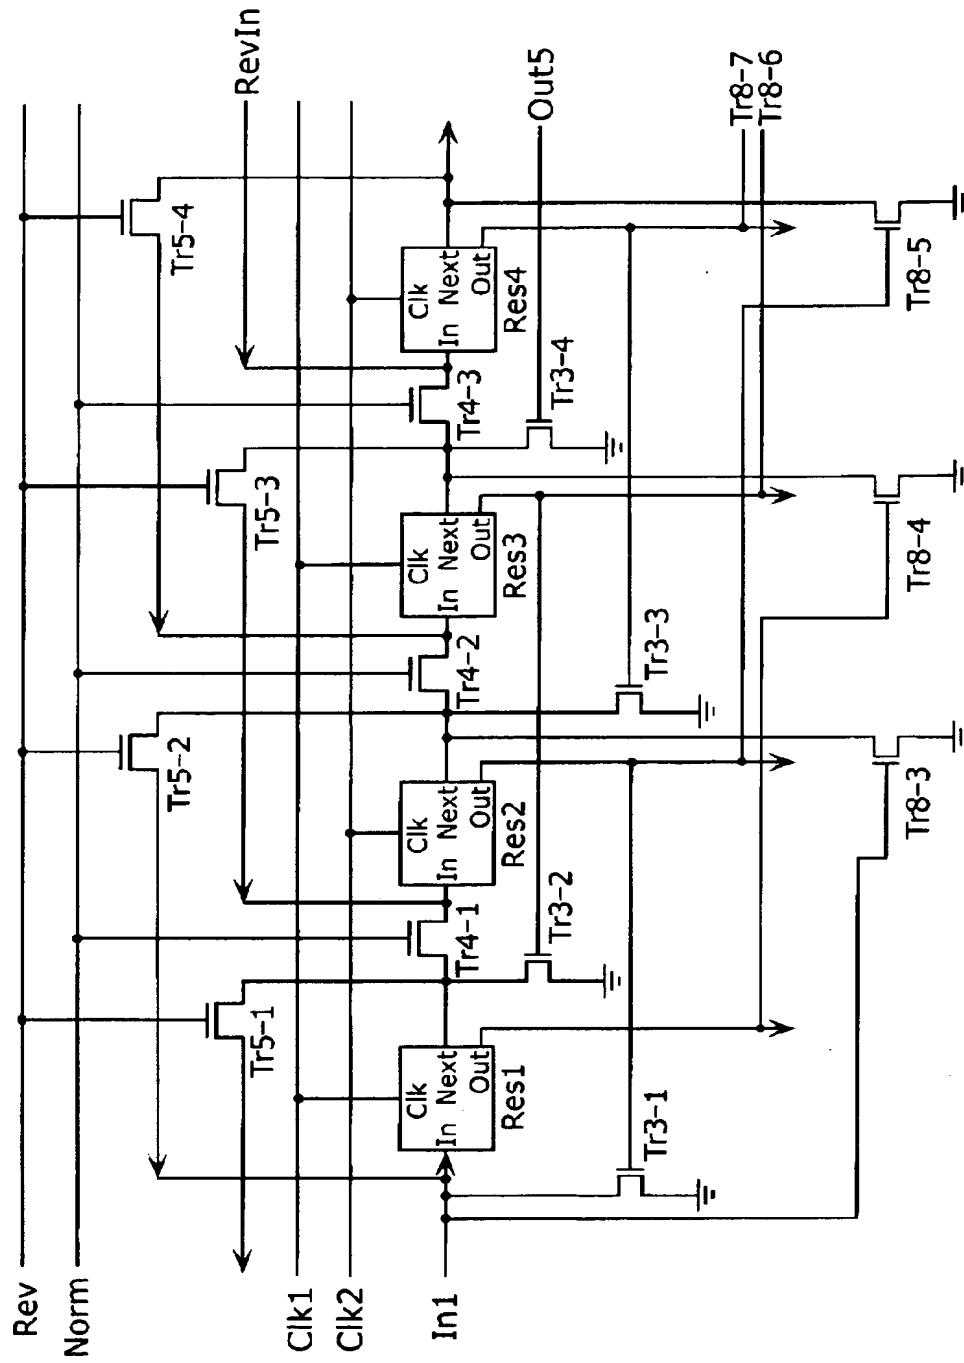 Rev
Norm
Clk1
Clk2
In1
RevIn
Out5
Tr8-7
Tr8-6
Tr5-1
Tr5-2
Tr5-3
Tr5-4
Tr4-1
Tr4-2
Tr4-3
Clk
In Next
Out
Res1
Clk
In Next
Out
Res2
Clk
In Next
Out
Res3
Clk
In Next
Out
Res4
Tr3-1
Tr3-2
Tr3-3
Tr3-4
Tr8-3
Tr8-4
Tr8-5